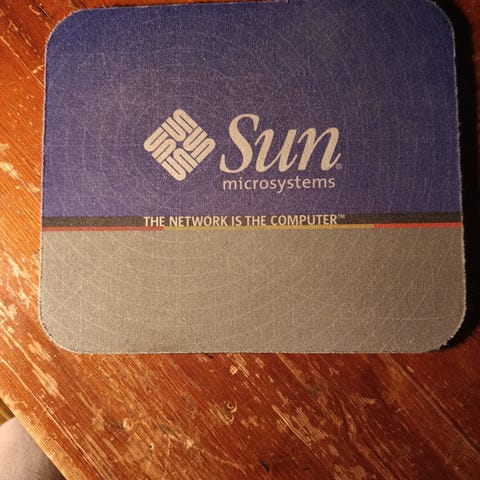 Sun®
microsystems
THE NETWORK IS THE COMPUTER™